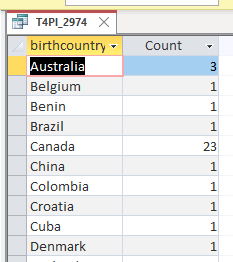 T4PI_2974
birthcountry Count
Australia 3
Belgium 1
Benin 1
Brazil 1
Canada 23
China 1
Colombia 1
Croatia 1
Cuba 1
Denmark 1